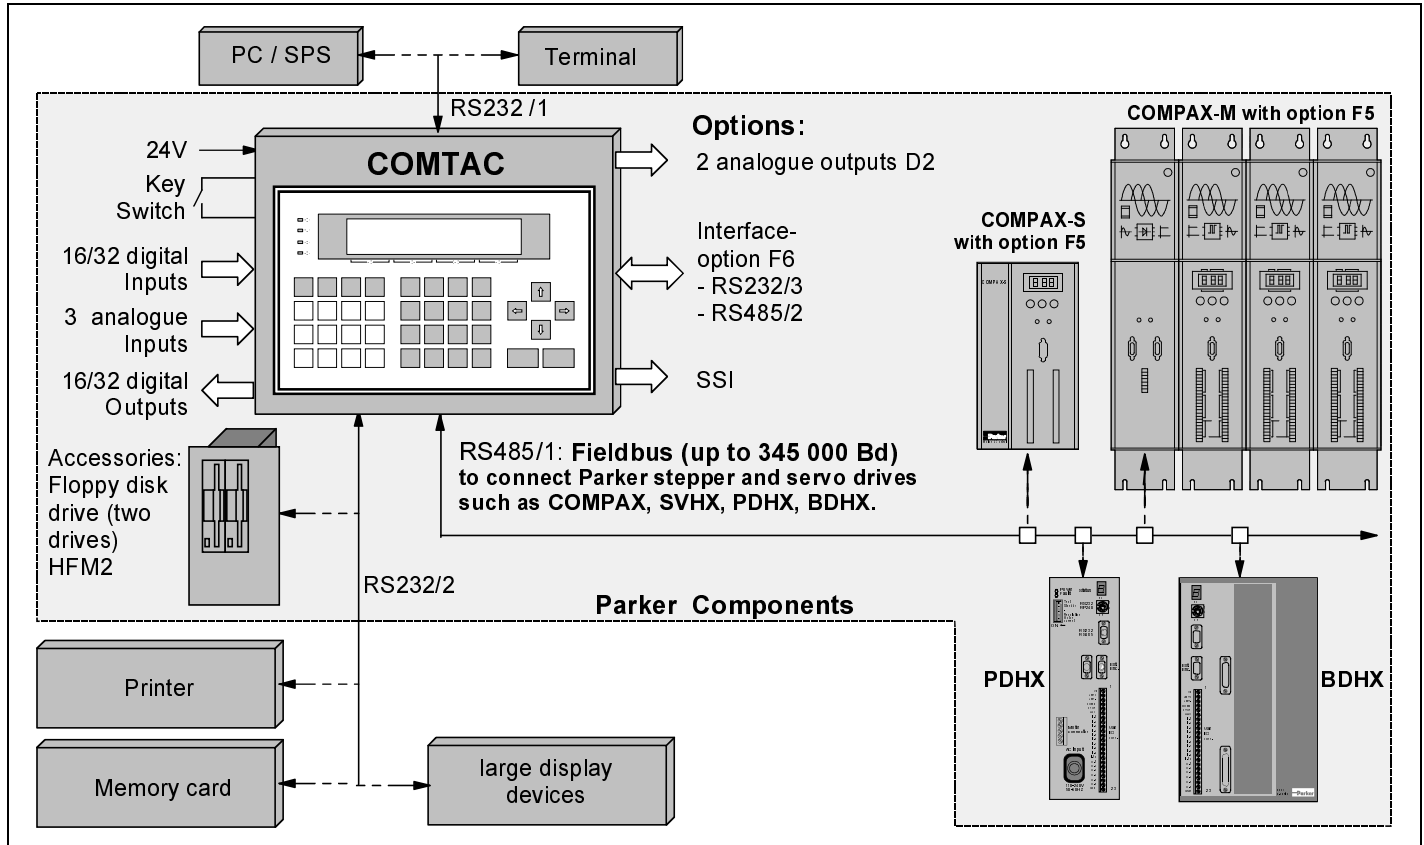 PC / SPS
Terminal
RS232 /1
COMPAX-M with option F5
24V
Key
Switch
16/32 digital
Inputs
3 analogue
Inputs
16/32 digital
Outputs
COMTAC
Options:
2 analogue outputs D2
Interface-
option F6
- RS232/3
- RS485/2
SSI
COMPAX-S
with option F5
COMPAX-S
Accessories:
Floppy disk
drive (two
drives)
HFM2
RS485/1: Fieldbus (up to 345 000 Bd)
to connect Parker stepper and servo drives
such as COMPAX, SVHX, PDHX, BDHX.
RS232/2
Parker Components
PDHX
BDHX
Parker
Printer
Memory card
large display
devices